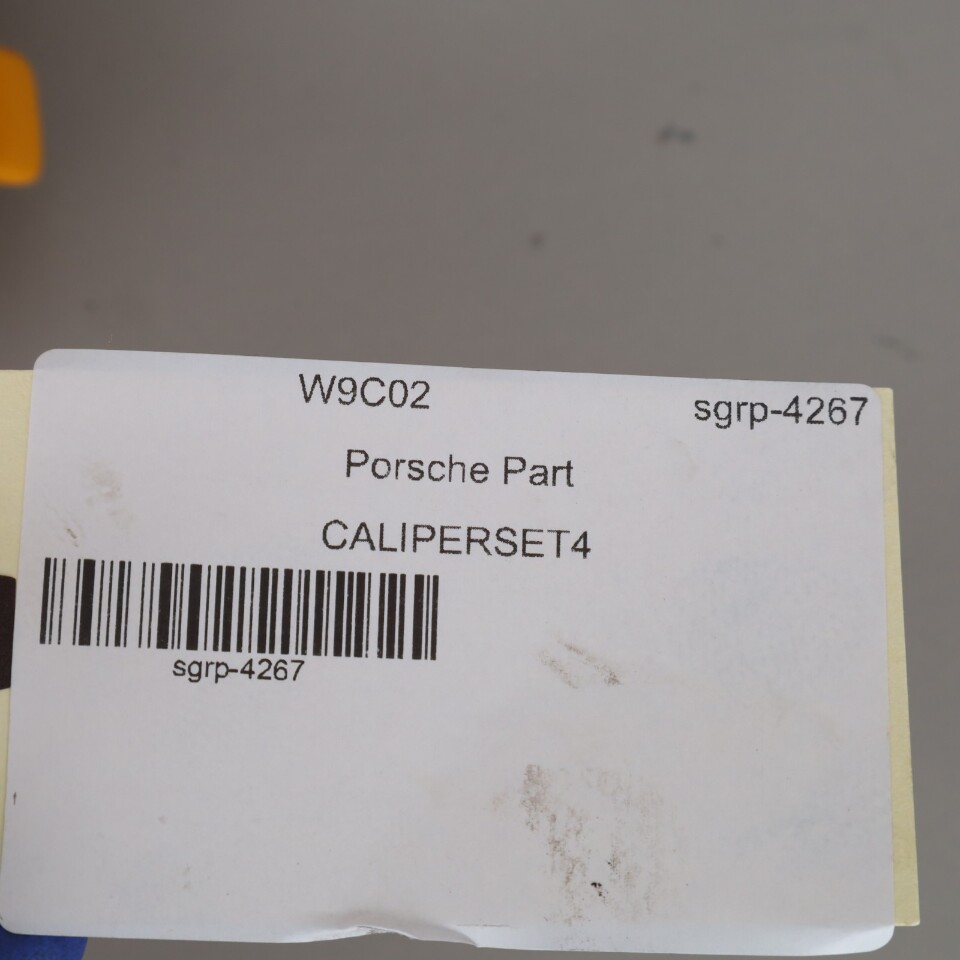 W9C02
sgrp-4267
Porsche Part
CALIPERSET4
sgrp-4267